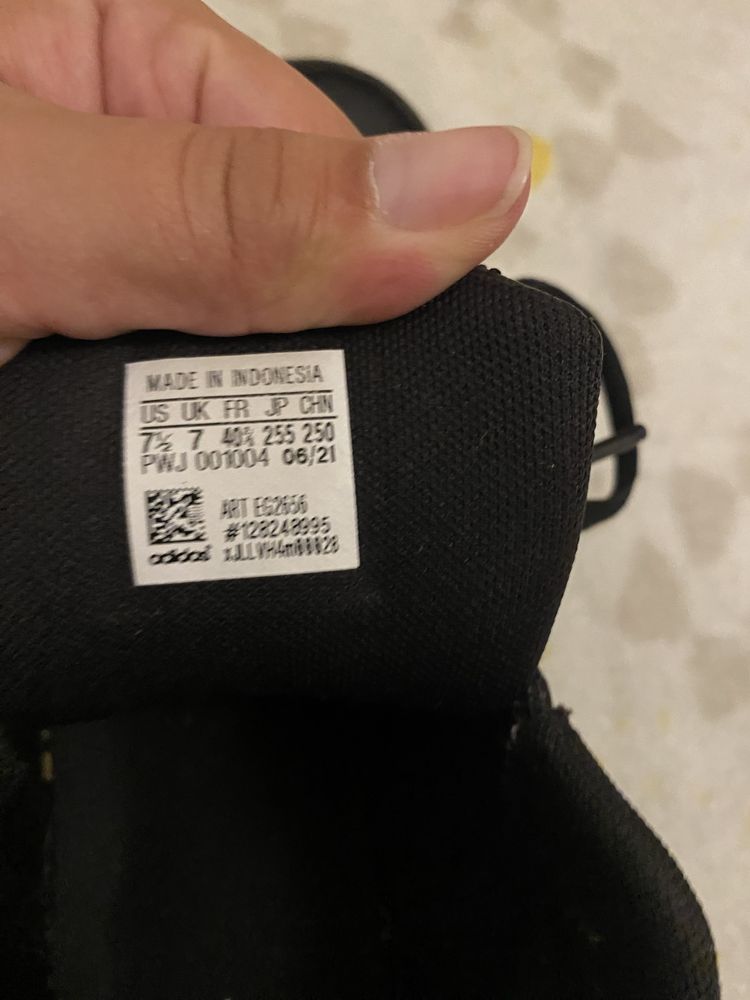 MADE IN INDONESIA
US UK FR JP CHN
7½ 7 40⅔ 255 250
PWJ 001004 06/21
ART EG2656
#128248995
adidas